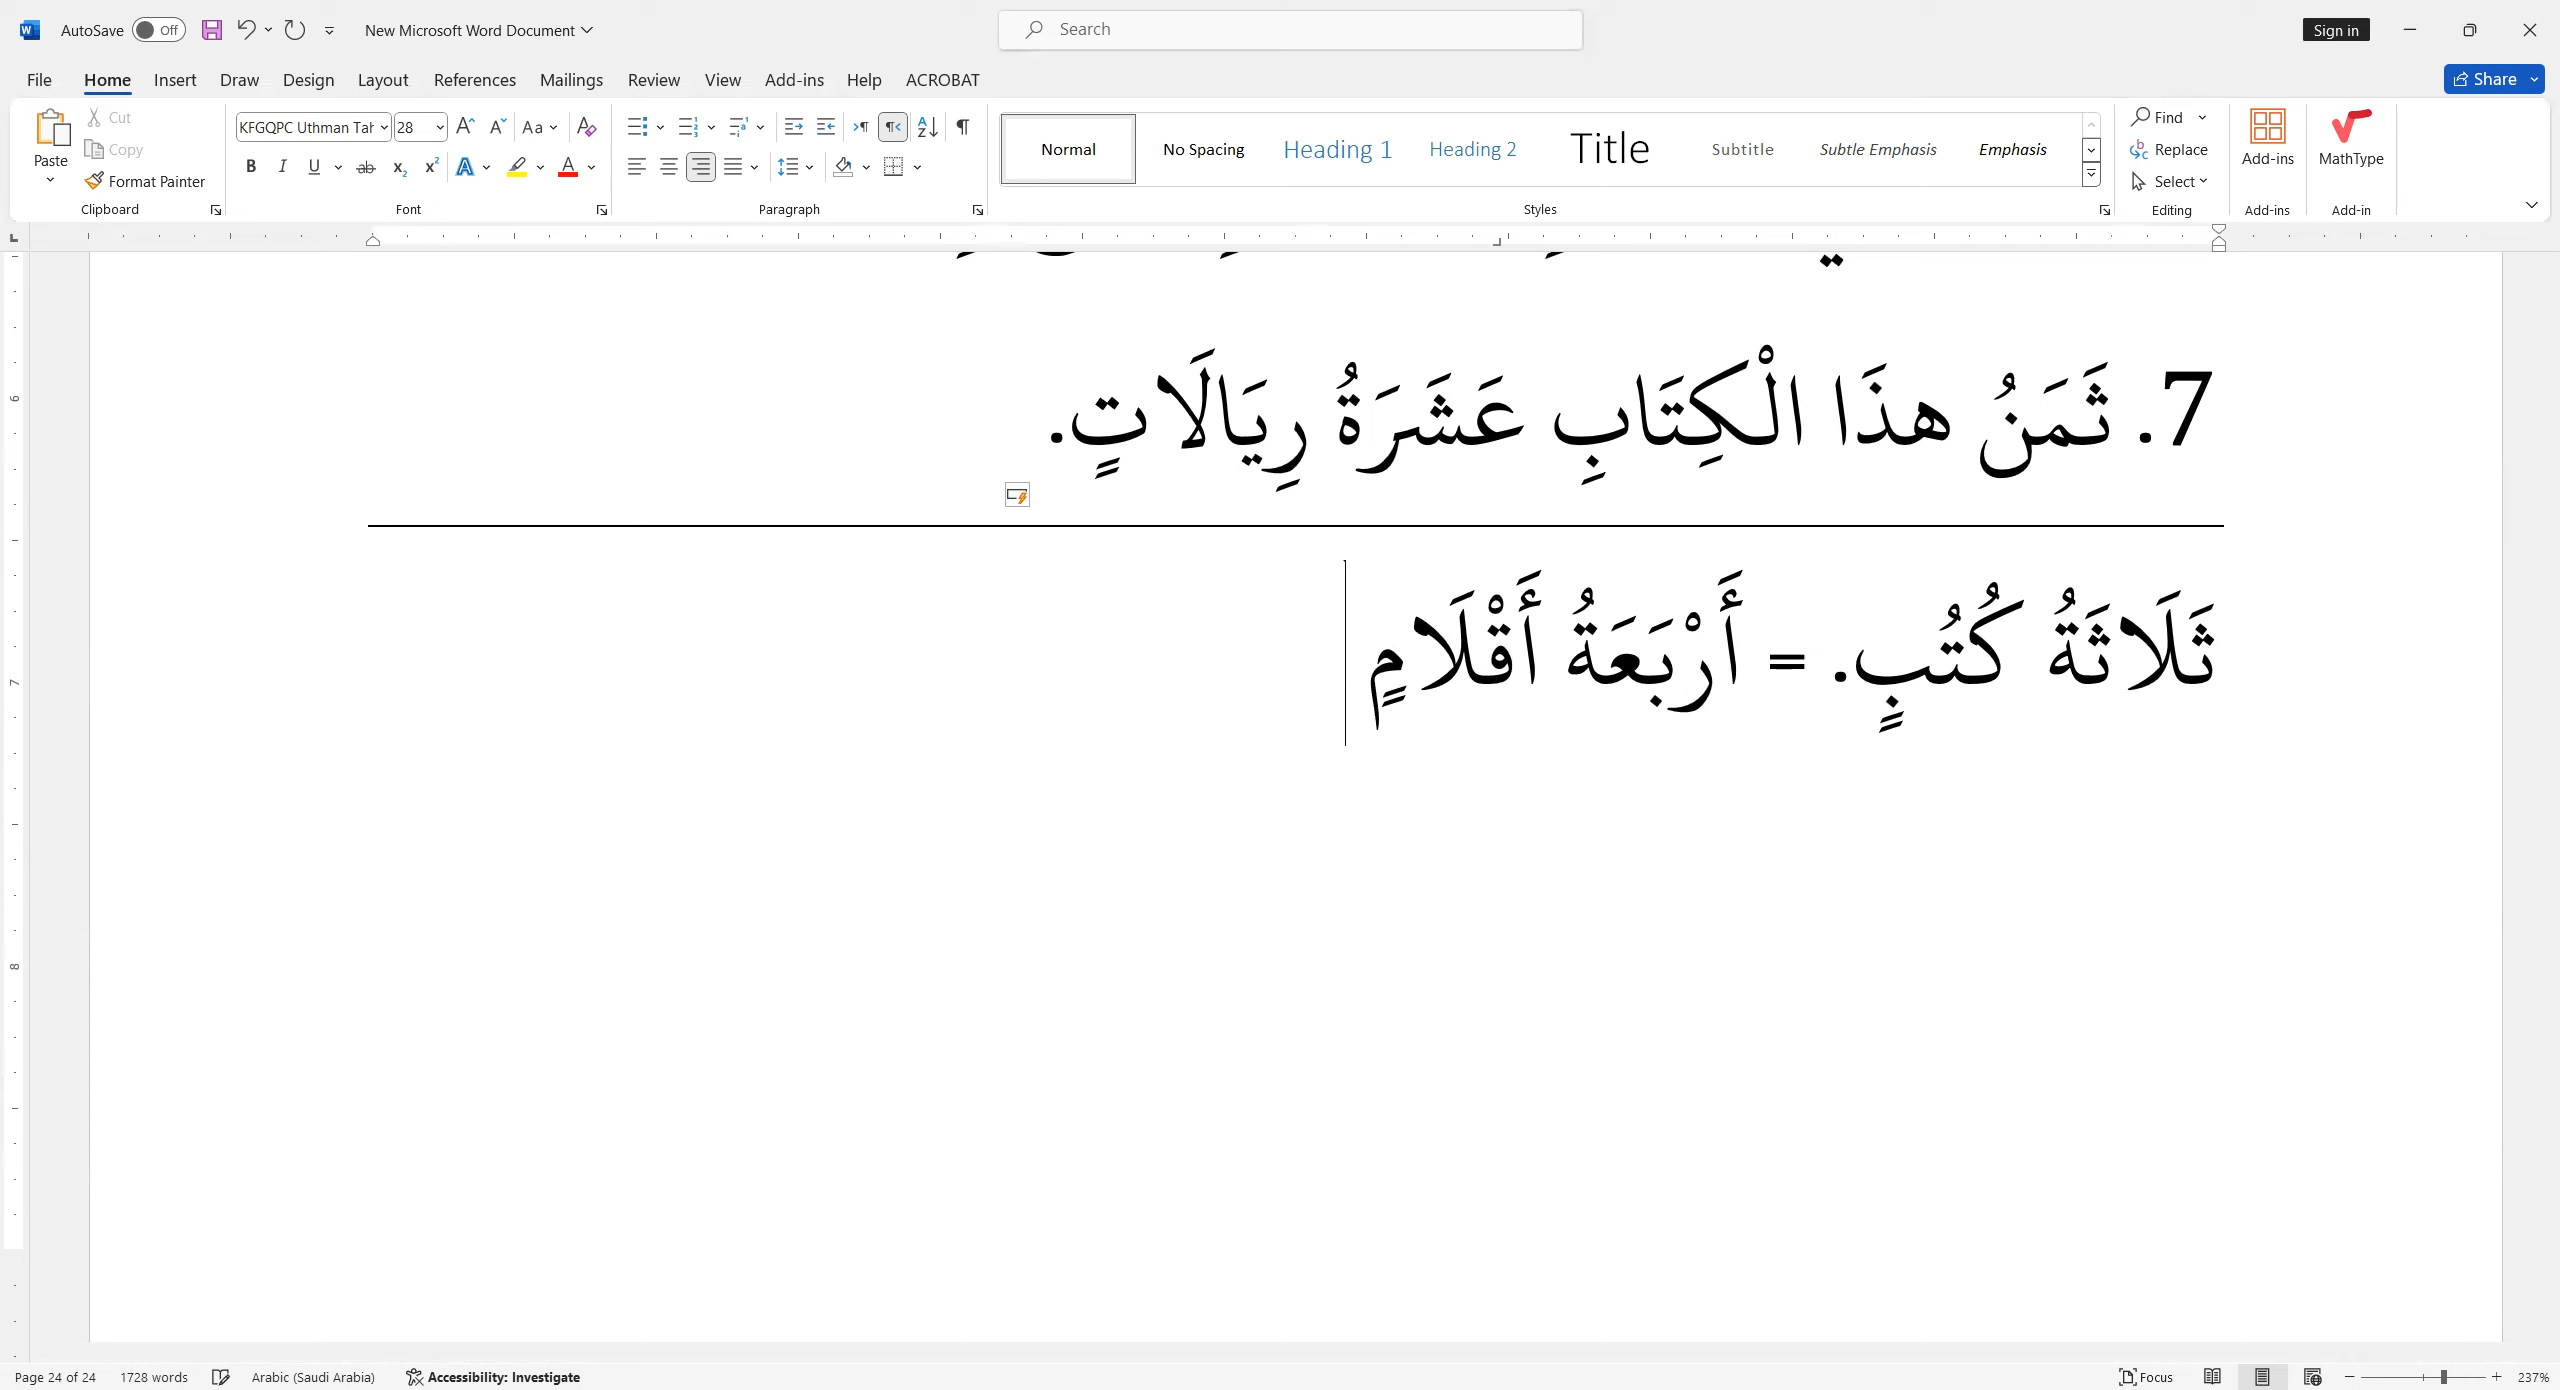 AutoSave Off New Microsoft Word Document Search Sign in
File Home Insert Draw Design Layout References Mailings Review View Add-ins Help ACROBAT Share
Paste Cut Copy Format Painter Clipboard
KFGQPC Uthman Tah 28 Font
Paragraph
Normal No Spacing Heading 1 Heading 2 Title Subtitle Subtle Emphasis Emphasis Styles
Find Replace Select Editing
Add-ins Add-ins
MathType Add-in
7. ثَمَنُ هذَا الْكِتَابِ عَشَرَةُ رِيَالَاتٍ.
ثَلَاثَةُ كُتُبٍ. = أَرْبَعَةُ أَقْلَامٍ
6
7
8
Page 24 of 24 1728 words Arabic (Saudi Arabia) Accessibility: Investigate Focus 237%